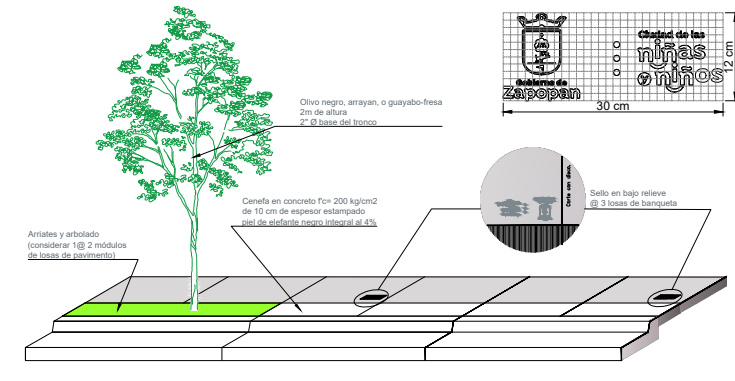 Gobierno de
Zapopan
Ciudad de las
niñas
y niños
12 cm
30 cm
Olivo negro, arrayan, o guayabo-fresa
2m de altura
2" Ø base del tronco
Cenefa en concreto f'c= 200 kg/cm2
de 10 cm de espesor estampado
piel de elefante negro integral al 4%
Corte con disco,
Sello en bajo relieve
@ 3 losas de banqueta
Arriates y arbolado
(considerar 1@ 2 módulos
de losas de pavimento)